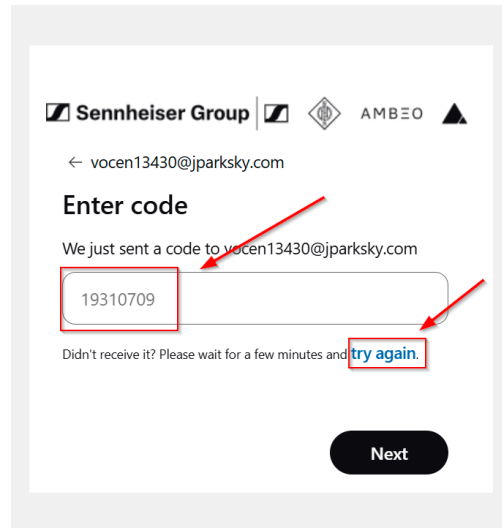 Sennheiser Group AMBEO
← vocen13430@jparksky.com
Enter code
We just sent a code to vocen13430@jparksky.com
19310709
Didn't receive it? Please wait for a few minutes and try again.
Next